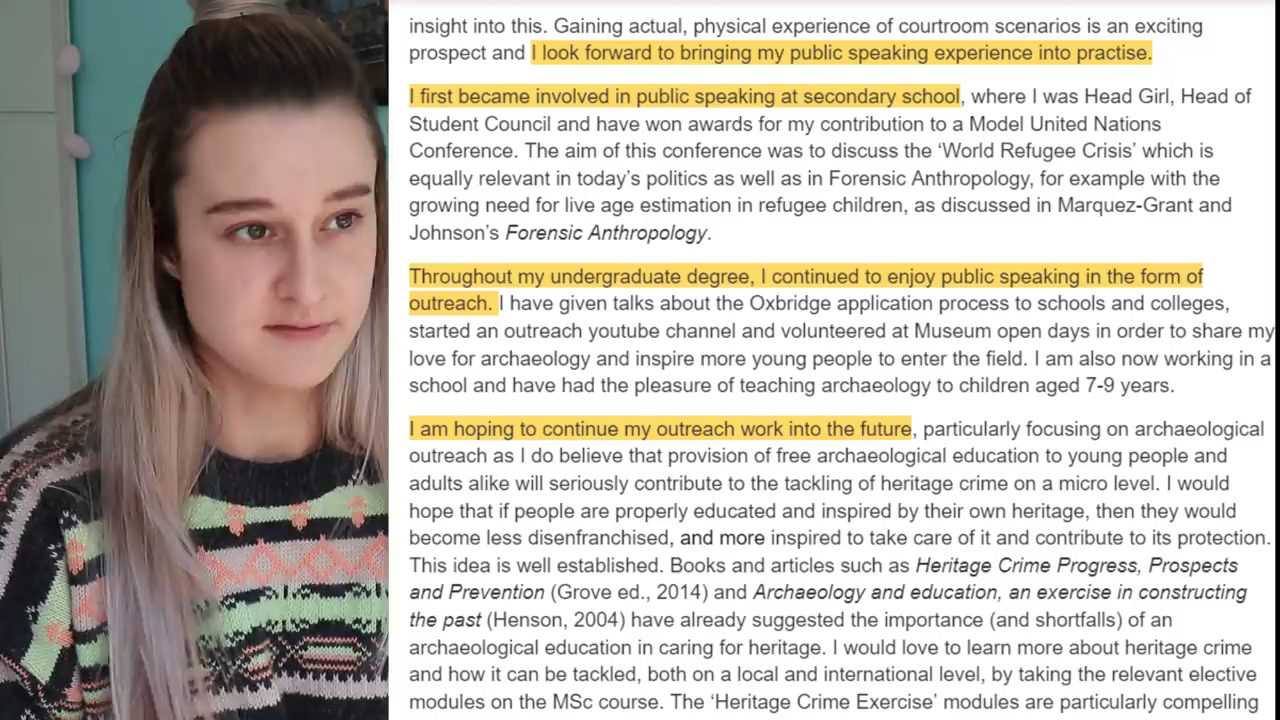 insight into this. Gaining actual, physical experience of courtroom scenarios is an exciting
prospect and I look forward to bringing my public speaking experience into practise.
I first became involved in public speaking at secondary school, where I was Head Girl, Head of
Student Council and have won awards for my contribution to a Model United Nations
Conference. The aim of this conference was to discuss the ‘World Refugee Crisis’ which is
equally relevant in today’s politics as well as in Forensic Anthropology, for example with the
growing need for live age estimation in refugee children, as discussed in Marquez-Grant and
Johnson’s Forensic Anthropology.
Throughout my undergraduate degree, I continued to enjoy public speaking in the form of
outreach. I have given talks about the Oxbridge application process to schools and colleges,
started an outreach youtube channel and volunteered at Museum open days in order to share my
love for archaeology and inspire more young people to enter the field. I am also now working in a
school and have had the pleasure of teaching archaeology to children aged 7-9 years.
I am hoping to continue my outreach work into the future, particularly focusing on archaeological
outreach as I do believe that provision of free archaeological education to young people and
adults alike will seriously contribute to the tackling of heritage crime on a micro level. I would
hope that if people are properly educated and inspired by their own heritage, then they would
become less disenfranchised, and more inspired to take care of it and contribute to its protection.
This idea is well established. Books and articles such as Heritage Crime Progress, Prospects
and Prevention (Grove ed., 2014) and Archaeology and education, an exercise in constructing
the past (Henson, 2004) have already suggested the importance (and shortfalls) of an
archaeological education in caring for heritage. I would love to learn more about heritage crime
and how it can be tackled, both on a local and international level, by taking the relevant elective
modules on the MSc course. The ‘Heritage Crime Exercise’ modules are particularly compelling